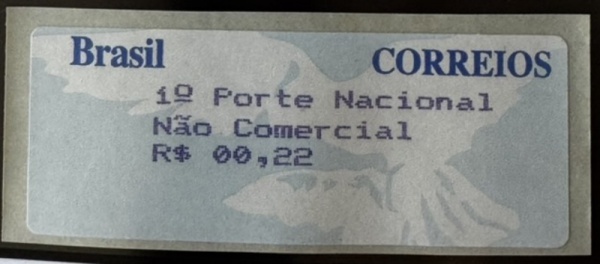 Brasil CORREIOS
1º Porte Nacional
Não Comercial
R$ 00,22